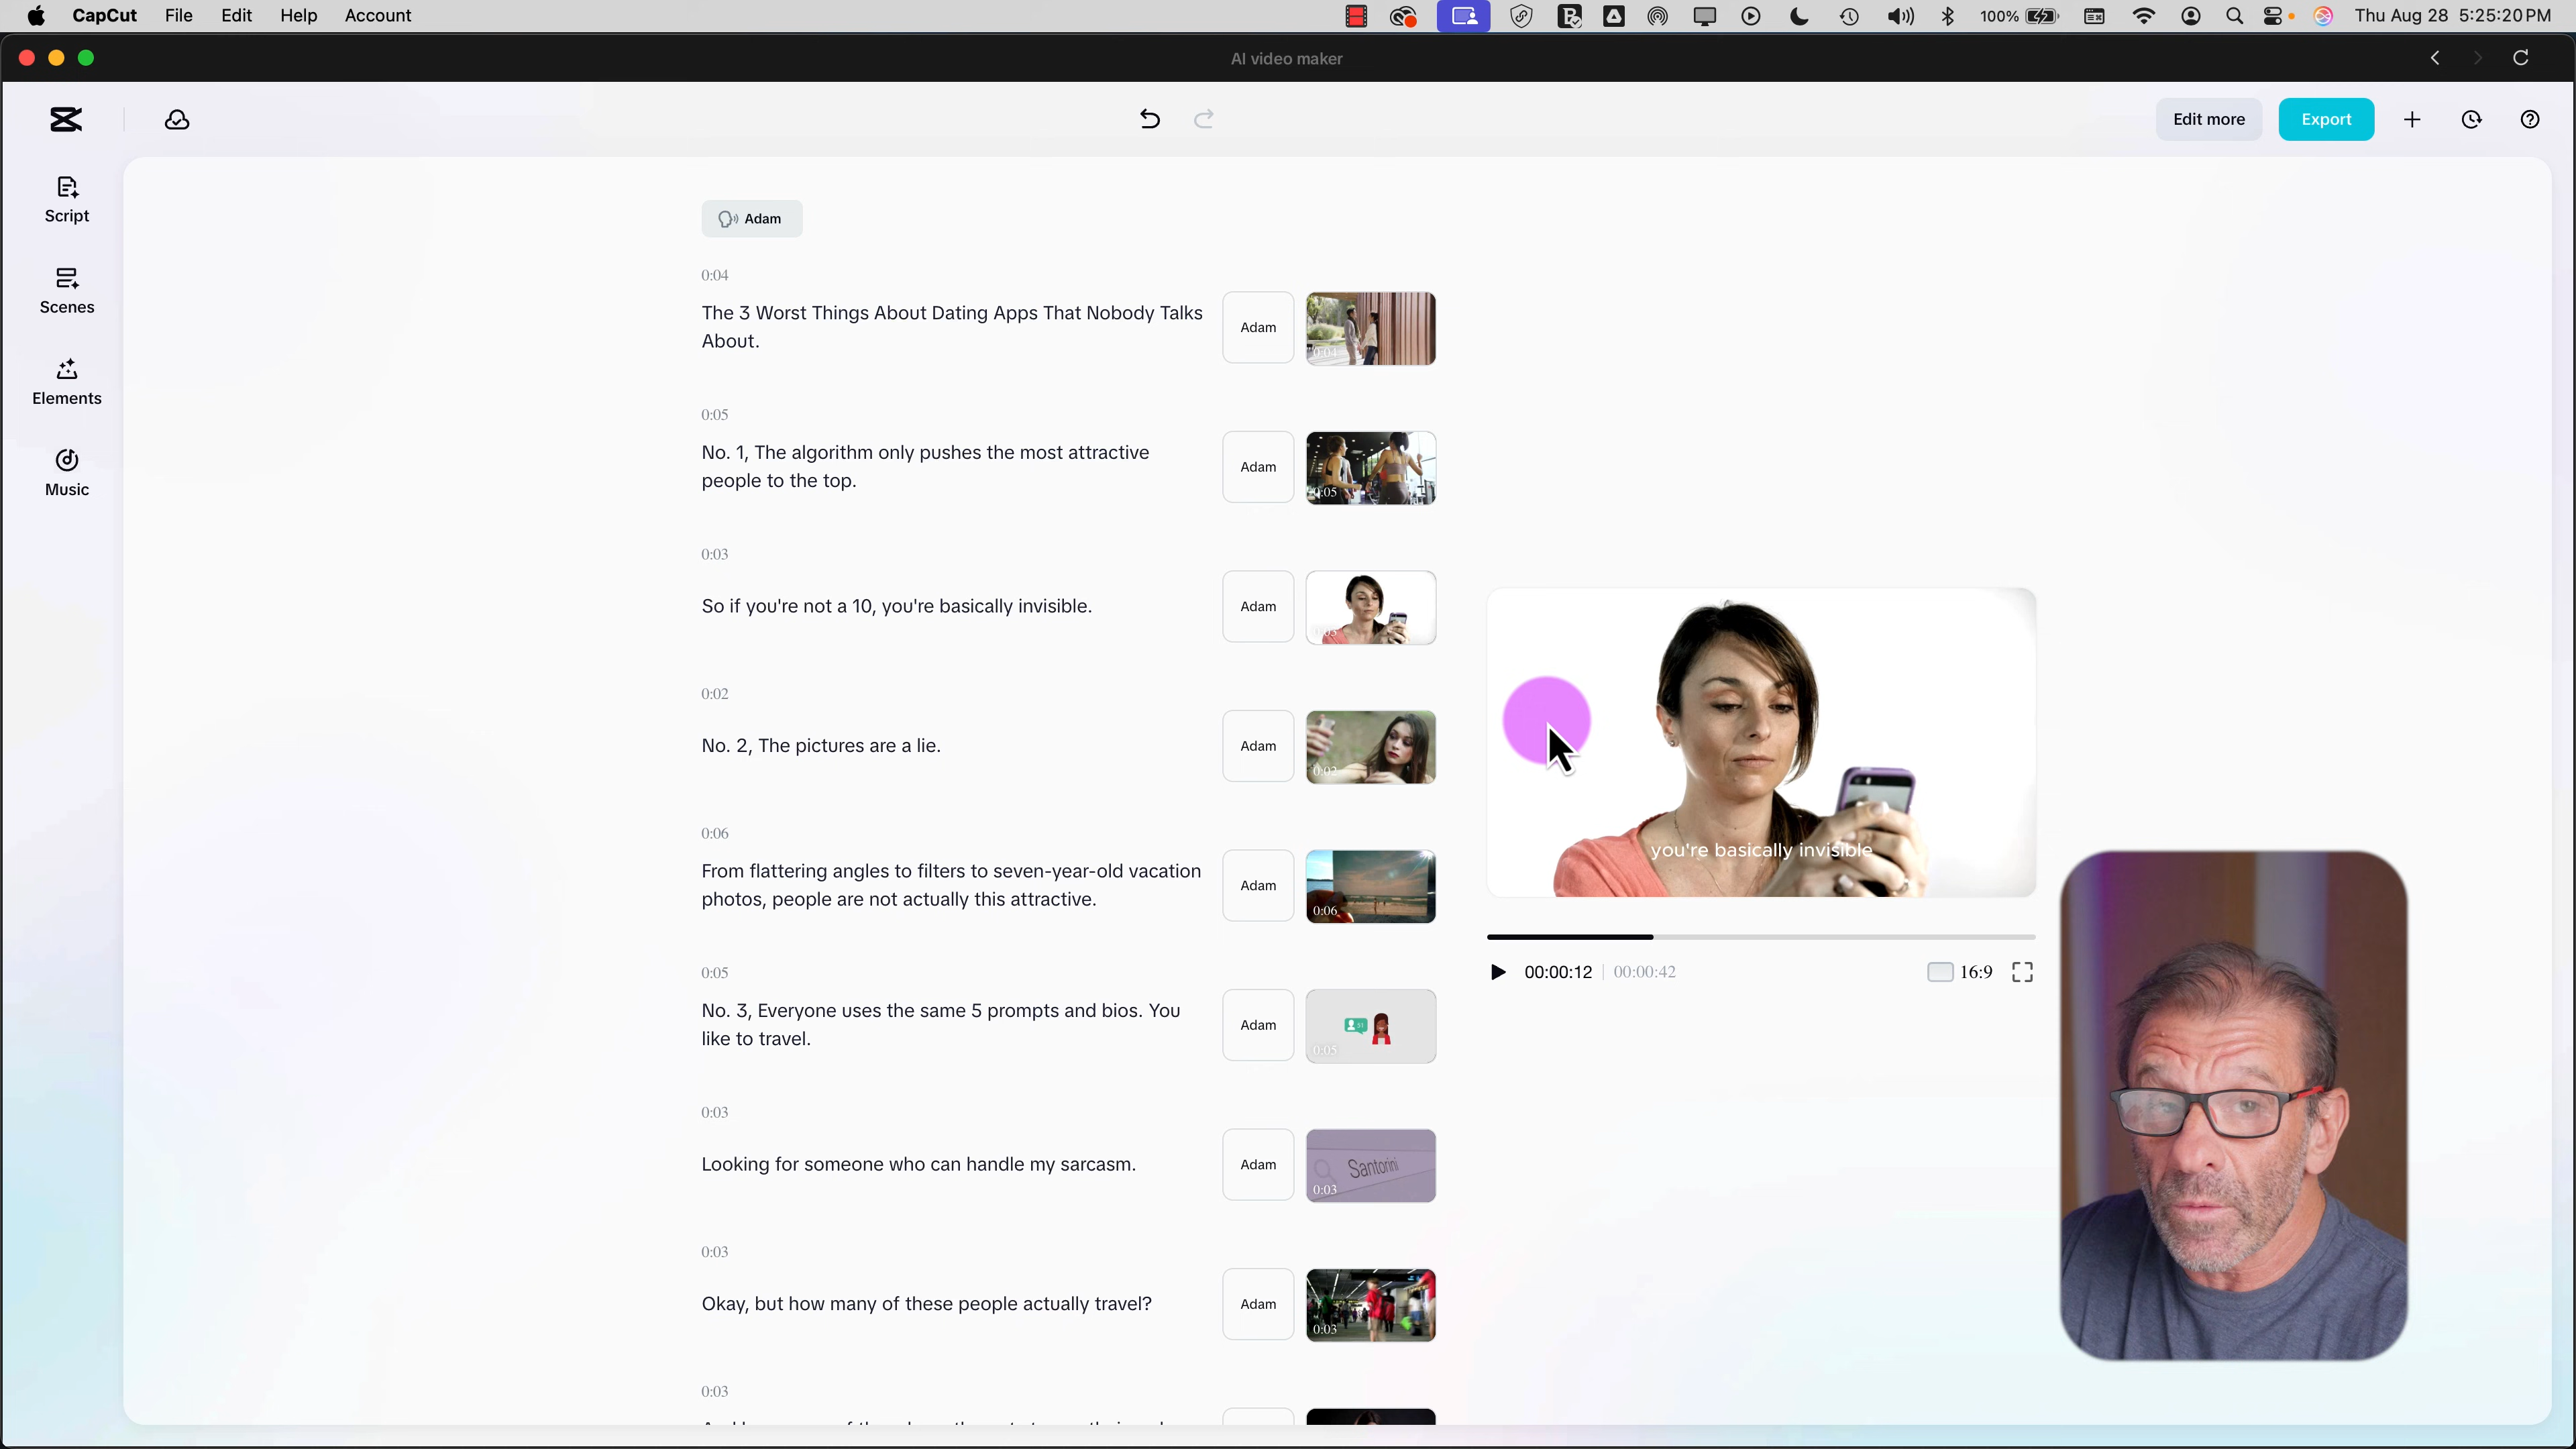 CapCut File Edit Help Account
100%
Thu Aug 28 5:25:20 PM
AI video maker
Edit more
Export
Script
Scenes
Elements
Music
Adam
0:04
The 3 Worst Things About Dating Apps That Nobody Talks
About.
Adam
0:04
0:05
No. 1, The algorithm only pushes the most attractive
people to the top.
Adam
0:05
0:03
So if you're not a 10, you're basically invisible.
Adam
0:03
0:02
No. 2, The pictures are a lie.
Adam
0:02
0:06
From flattering angles to filters to seven-year-old vacation
photos, people are not actually this attractive.
Adam
0:06
0:05
No. 3, Everyone uses the same 5 prompts and bios. You
like to travel.
Adam
0:05
0:03
Looking for someone who can handle my sarcasm.
Adam
Santorini
0:03
0:03
Okay, but how many of these people actually travel?
Adam
0:03
0:03
you're basically invisible
00:00:12
00:00:42
16:9